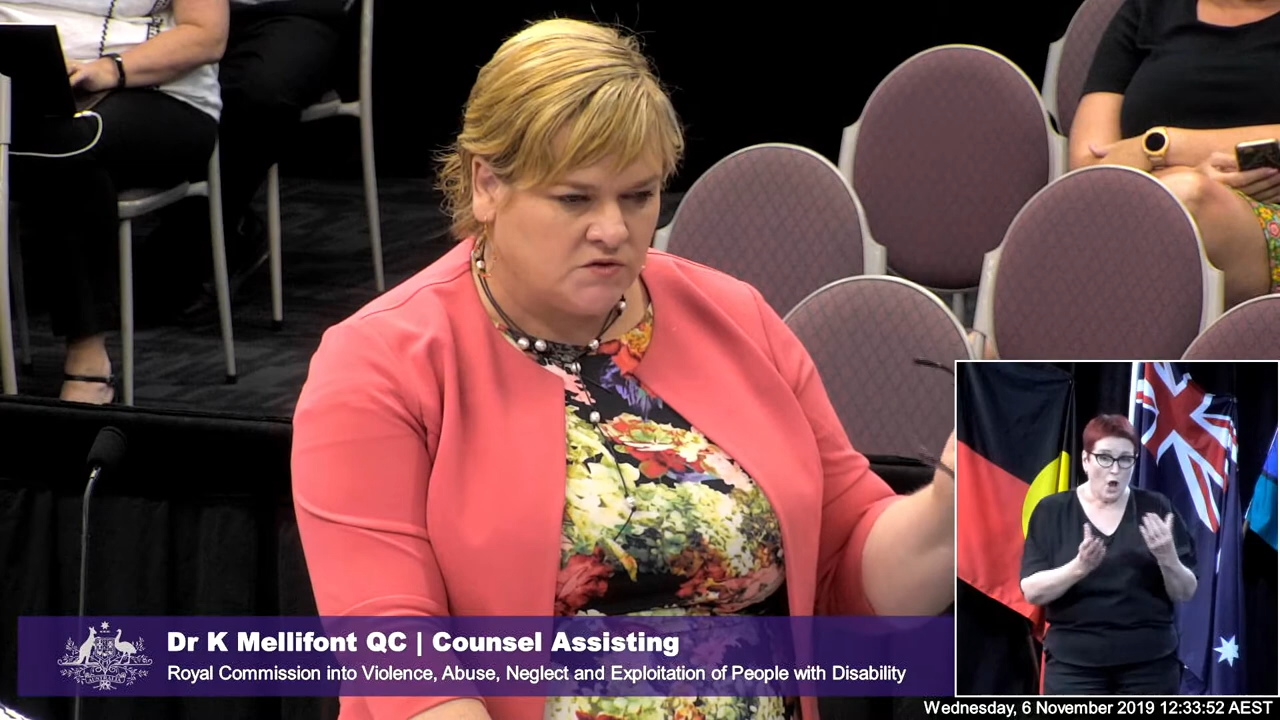 Dr K Mellifont QC | Counsel Assisting
Royal Commission into Violence, Abuse, Neglect and Exploitation of People with Disability
Wednesday, 6 November 2019 12:33:52 AEST